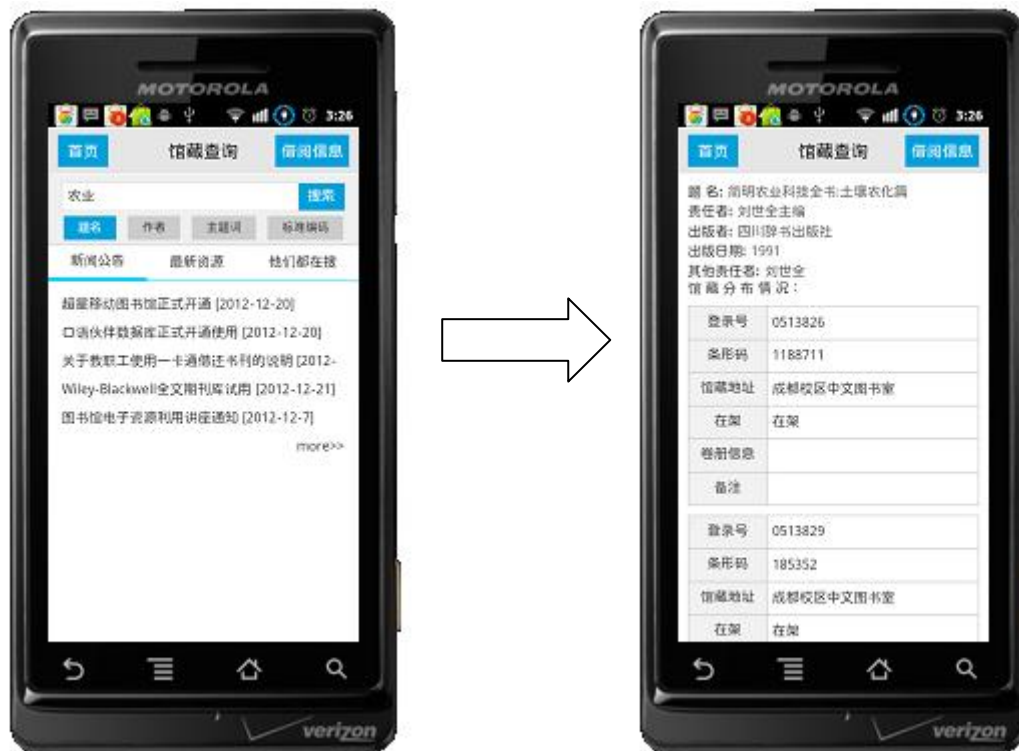 MOTOROLA
3:26
首页 馆藏查询 借阅信息
农业 搜索
题名 作者 主题词 标准编码
新闻公告 最新资源 他们都在搜
超星移动图书馆正式开通 [2012-12-20]
口语伙伴数据库正式开通使用 [2012-12-20]
关于教职工使用一卡通借还书刊的说明 [2012-
Wiley-Blackwell全文期刊库试用 [2012-12-21]
图书馆电子资源利用讲座通知 [2012-12-7]
more>>
verizon
MOTOROLA
3:26
首页 馆藏查询 借阅信息
题 名: 简明农业科技全书:土壤农化篇
责任者: 刘世全主编
出版者: 四川辞书出版社
出版日期: 1991
其他责任者: 刘世全
馆藏分布情况:
登录号 0513826
条形码 1188711
馆藏地址 成都校区中文图书室
在架 在架
卷册信息
备注
登录号 0513829
条形码 185352
馆藏地址 成都校区中文图书室
在架 在架
verizon